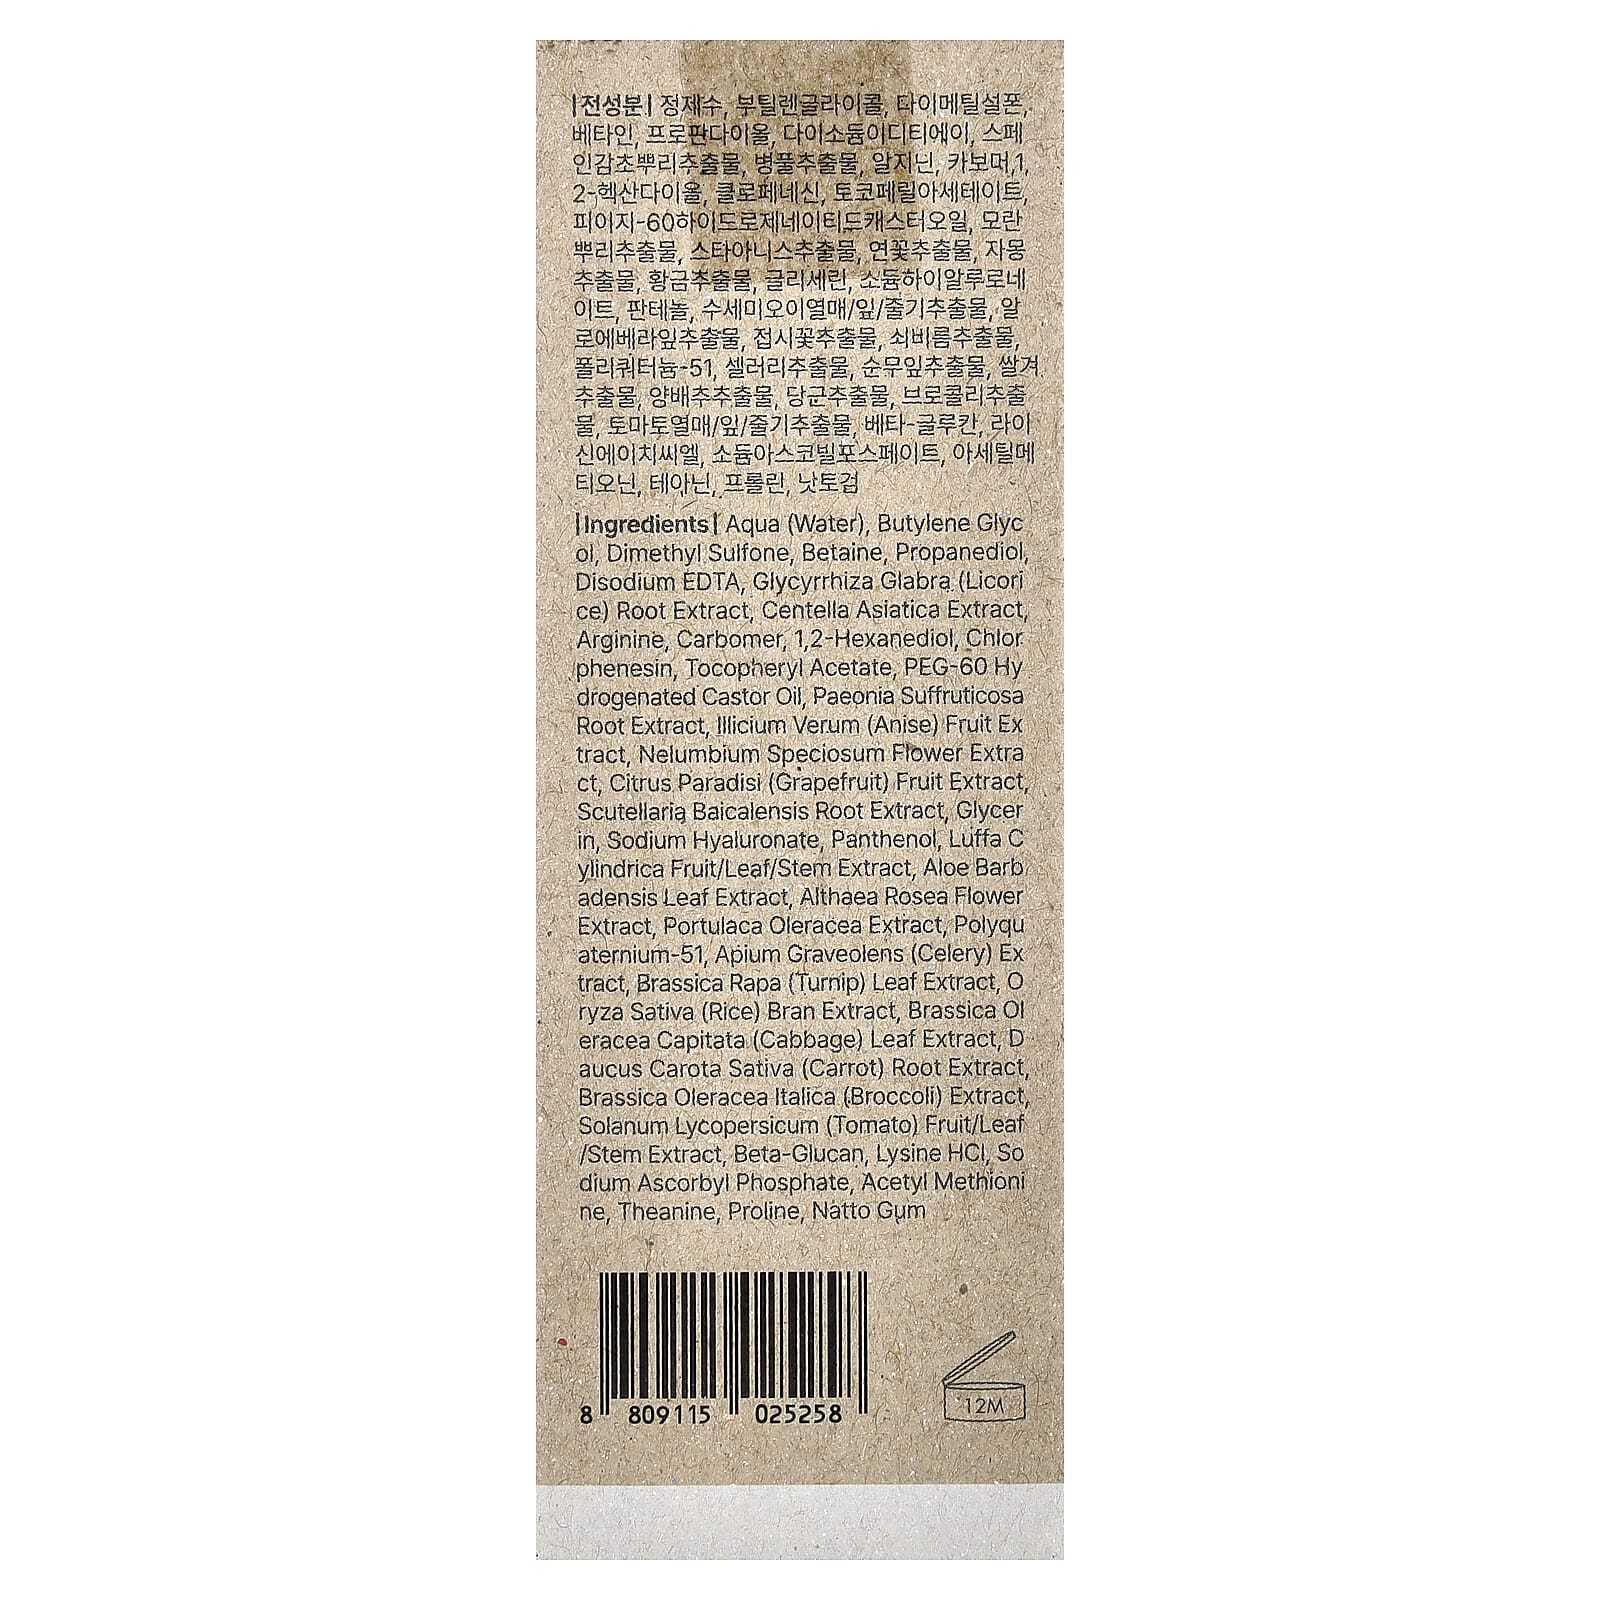 |전성분| 정제수, 부틸렌글라이콜, 다이메틸설폰,
베타인, 프로판다이올, 다이소듐이디티에이, 스페
인감초뿌리추출물, 병풀추출물, 알지닌, 카보머,1,
2-헥산다이올, 클로페네신, 토코페릴아세테이트,
피이지-60하이드로제네이티드캐스터오일, 모란
뿌리추출물, 스타아니스추출물, 연꽃추출물, 자몽
추출물, 황금추출물, 글리세린, 소듐하이알루로네
이트, 판테놀, 수세미오이열매/잎/줄기추출물, 알
로에베라잎추출물, 접시꽃추출물, 쇠비름추출물,
폴리쿼터늄-51, 셀러리추출물, 순무잎추출물, 쌀겨
추출물, 양배추추출물, 당근추출물, 브로콜리추출
물, 토마토열매/잎/줄기추출물, 베타-글루칸, 라이
신에이치씨엘, 소듐아스코빌포스페이트, 아세틸메
티오닌, 테아닌, 프롤린, 낫토검
|Ingredients| Aqua (Water), Butylene Glyc
ol, Dimethyl Sulfone, Betaine, Propanediol,
Disodium EDTA, Glycyrrhiza Glabra (Licori
ce) Root Extract, Centella Asiatica Extract,
Arginine, Carbomer, 1,2-Hexanediol, Chlor
phenesin, Tocopheryl Acetate, PEG-60 Hy
drogenated Castor Oil, Paeonia Suffruticosa
Root Extract, Illicium Verum (Anise) Fruit Ex
tract, Nelumbium Speciosum Flower Extra
ct, Citrus Paradisi (Grapefruit) Fruit Extract,
Scutellaria Baicalensis Root Extract, Glycer
in, Sodium Hyaluronate, Panthenol, Luffa C
ylindrica Fruit/Leaf/Stem Extract, Aloe Barb
adensis Leaf Extract, Althaea Rosea Flower
Extract, Portulaca Oleracea Extract, Polyqu
aternium-51, Apium Graveolens (Celery) Ex
tract, Brassica Rapa (Turnip) Leaf Extract, O
ryza Sativa (Rice) Bran Extract, Brassica Ol
eracea Capitata (Cabbage) Leaf Extract, D
aucus Carota Sativa (Carrot) Root Extract,
Brassica Oleracea Italica (Broccoli) Extract,
Solanum Lycopersicum (Tomato) Fruit/Leaf
/Stem Extract, Beta-Glucan, Lysine HCl, So
dium Ascorbyl Phosphate, Acetyl Methioni
ne, Theanine, Proline, Natto Gum
8 809115 025258
12M